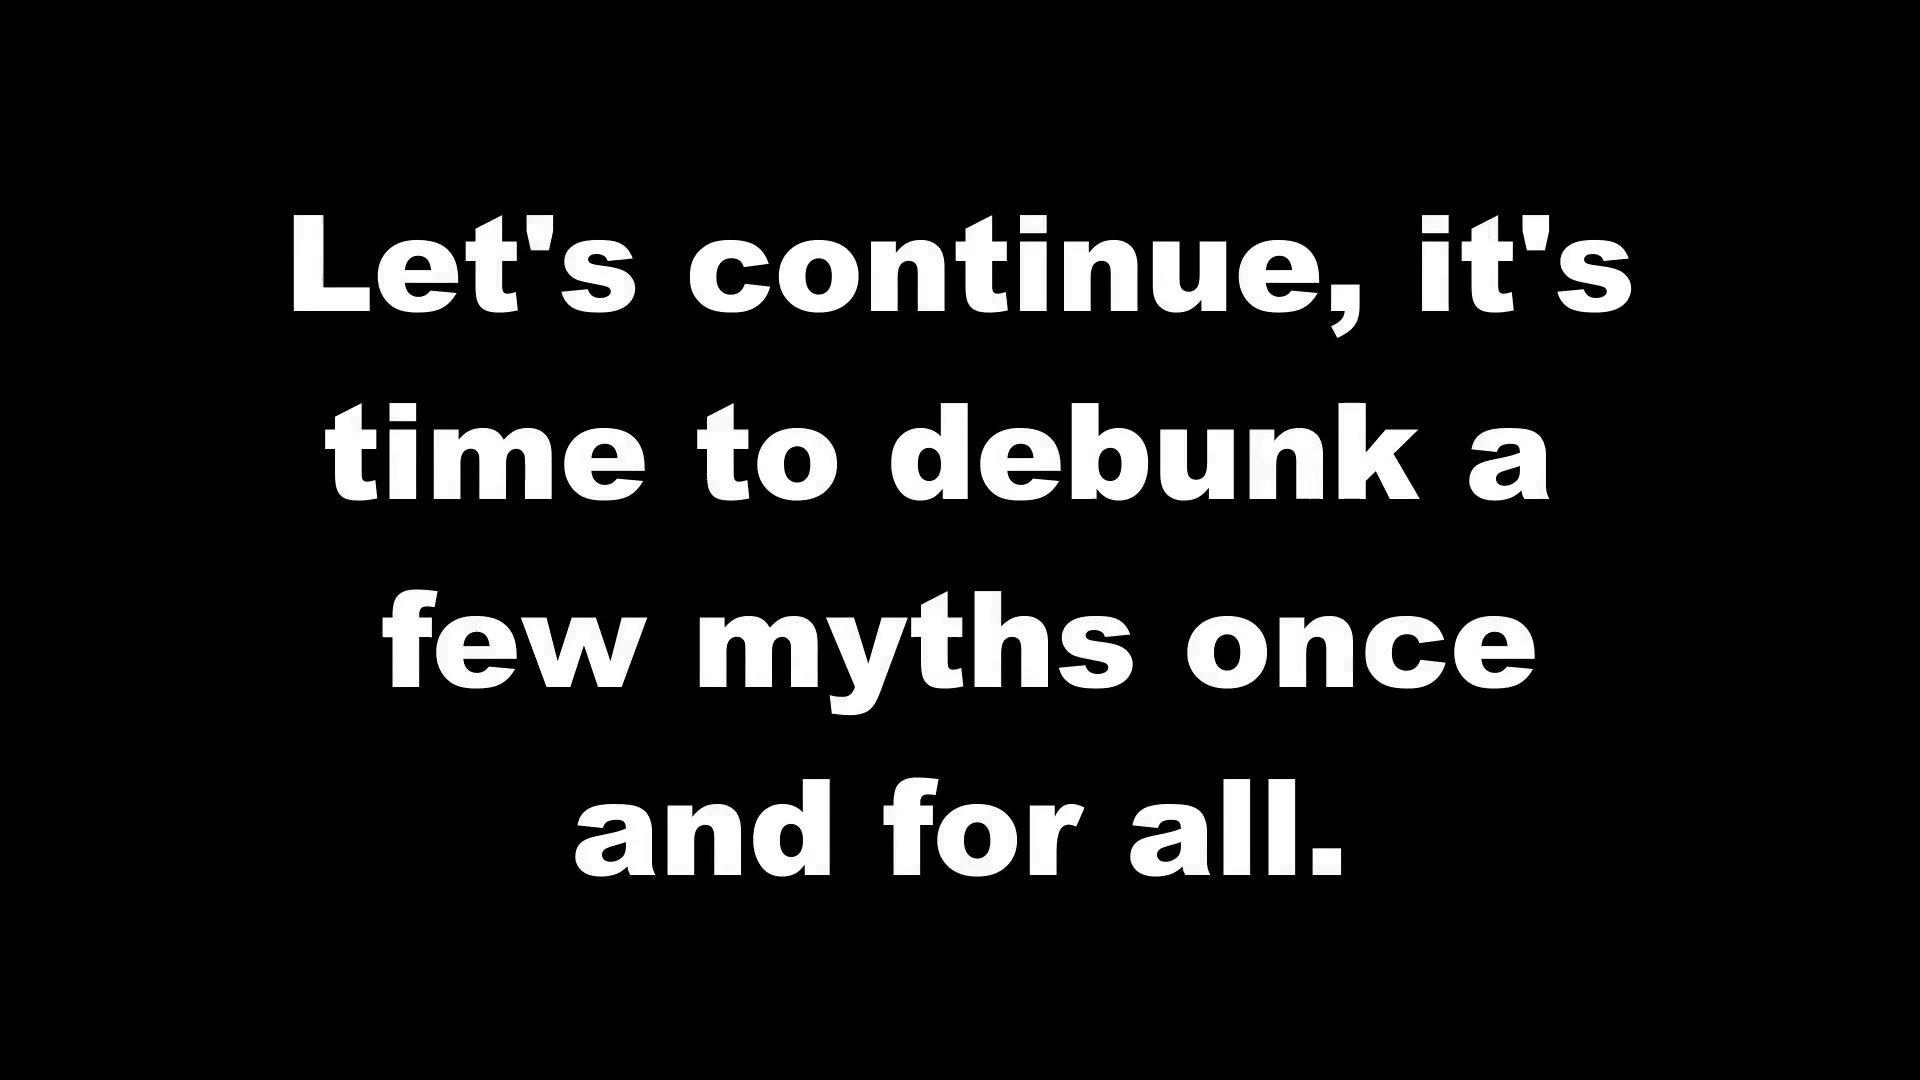 Let's continue, it's
time to debunk a
few myths once
and for all.